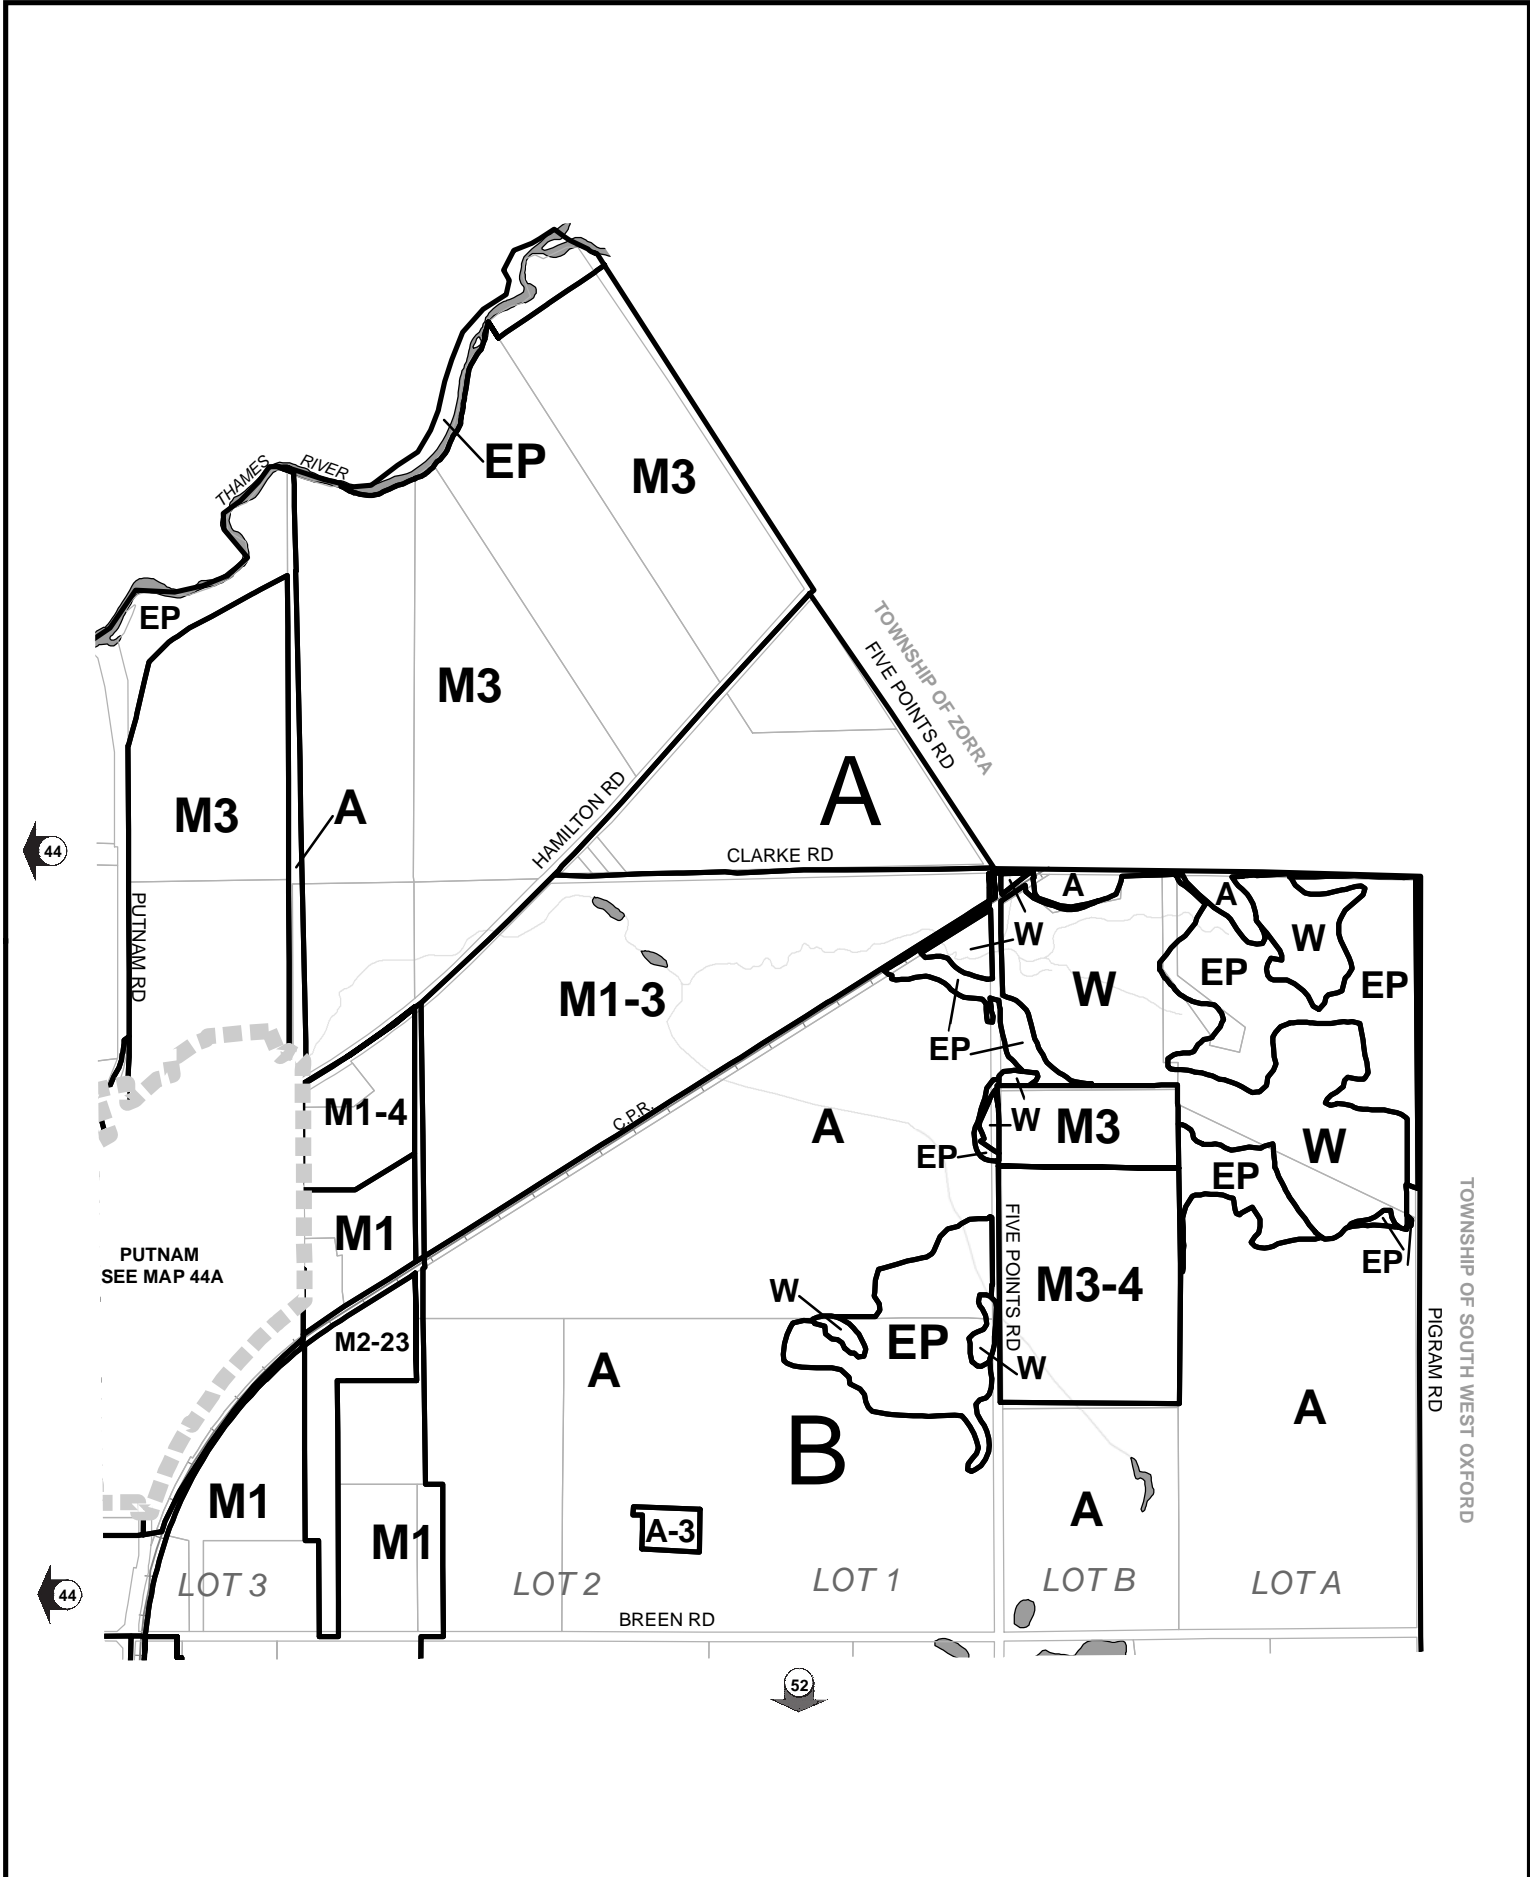 THAMES
RIVER
EP
M3
EP
M3
TOWNSHIP OF ZORRA
FIVE POINTS RD
M3
A
HAMILTON RD
A
CLARKE RD
44
PUTNAM RD
A
A
W
W
EP
EP
W
M1-3
EP
M1-4
C.P.R.
A
W
M3
EP
W
EP
M1
PUTNAM
SEE MAP 44A
FIVE POINTS RD
EP
TOWNSHIP OF SOUTH WEST OXFORD
M3-4
W
M2-23
EP
W
A
PIGRAM RD
A
B
M1
A
A-3
M1
44
LOT 3
LOT 2
LOT 1
LOT B
LOT A
BREEN RD
52